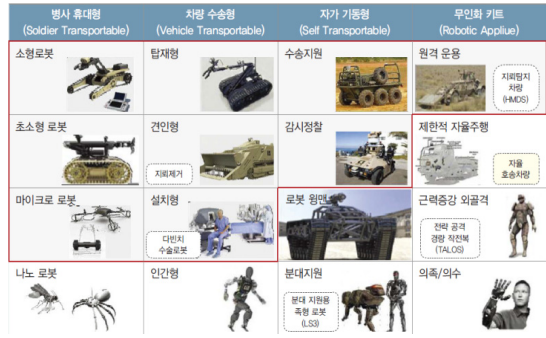 병사 휴대형
(Soldier Transportable)
차량 수송형
(Vehicle Transportable)
자가 기동형
(Self Transportable)
무인화 키트
(Robotic Appliue)
소형로봇
탑재형
수송지원
원격 운용
지뢰탐지
차량
(HMDS)
초소형 로봇
견인형
지뢰제거
감시정찰
제한적 자율주행
자율
호송차량
마이크로 로봇
설치형
다빈치
수술로봇
로봇 윙맨
근력증강 외골격
전략 공격
경량 작전복
(TALOS)
나노 로봇
인간형
분대지원
분대 지원용
족형 로봇
(LS3)
의족/의수